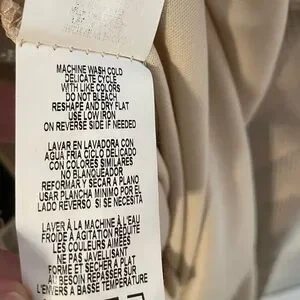 MACHINE WASH COLD
DELICATE CYCLE
WITH LIKE COLORS
DO NOT BLEACH
RESHAPE AND DRY FLAT
USE LOW IRON
ON REVERSE SIDE IF NEEDED
LAVAR EN LAVADORA CON
AGUA FRIA CICLO DELICADO
CON COLORES SIMILARES
NO BLANQUEADOR
REFORMAR Y SECAR A PLANO
USAR PLANCHA MINIMO POR EL
LADO REVERSO SI SE NECESITA
LAVER À LA MACHINE À L'EAU
FROIDE À AGITATION RÉDUITE
LES COULEURS AIMÉES
NE PAS JAVELLISANT
FORME ET SÉCHER À PLAT
AU BESOIN REPASSER SUR
L'ENVERS A BASSE TEMPÉRATURE